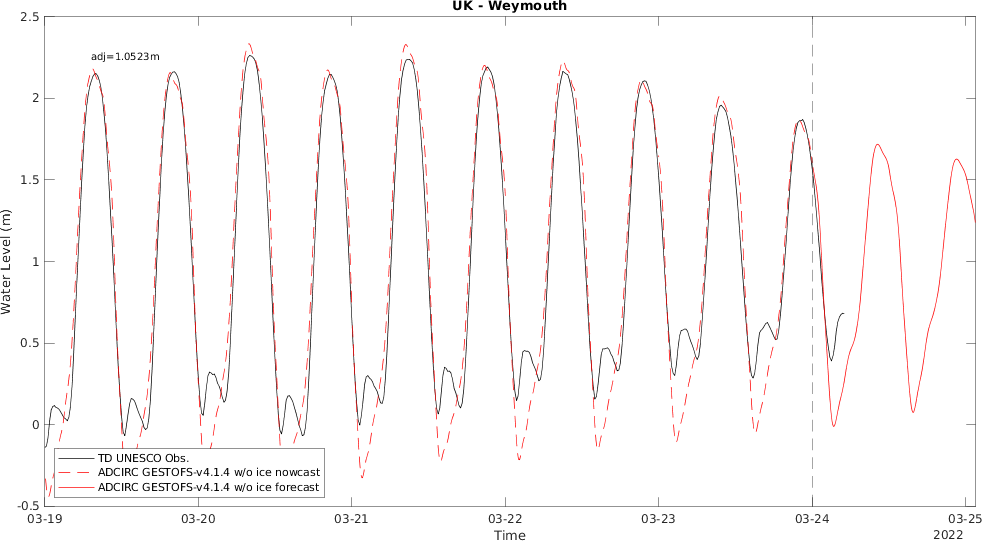 UK - Weymouth
adj=1.0523m
Water Level (m)
2.5
2
1.5
1
0.5
0
-0.5
TD UNESCO Obs.
ADCIRC GESTOFS-v4.1.4 w/o ice nowcast
ADCIRC GESTOFS-v4.1.4 w/o ice forecast
03-19 03-20 03-21 03-22 03-23 03-24 03-25
Time
2022